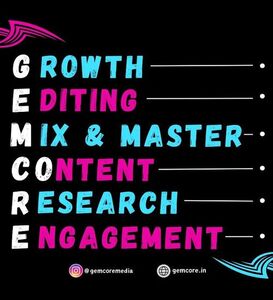 GROWTH
EDITING
MIX & MASTER
CONTENT
RESEARCH
ENGAGEMENT
@gemcoremedia gemcore.in